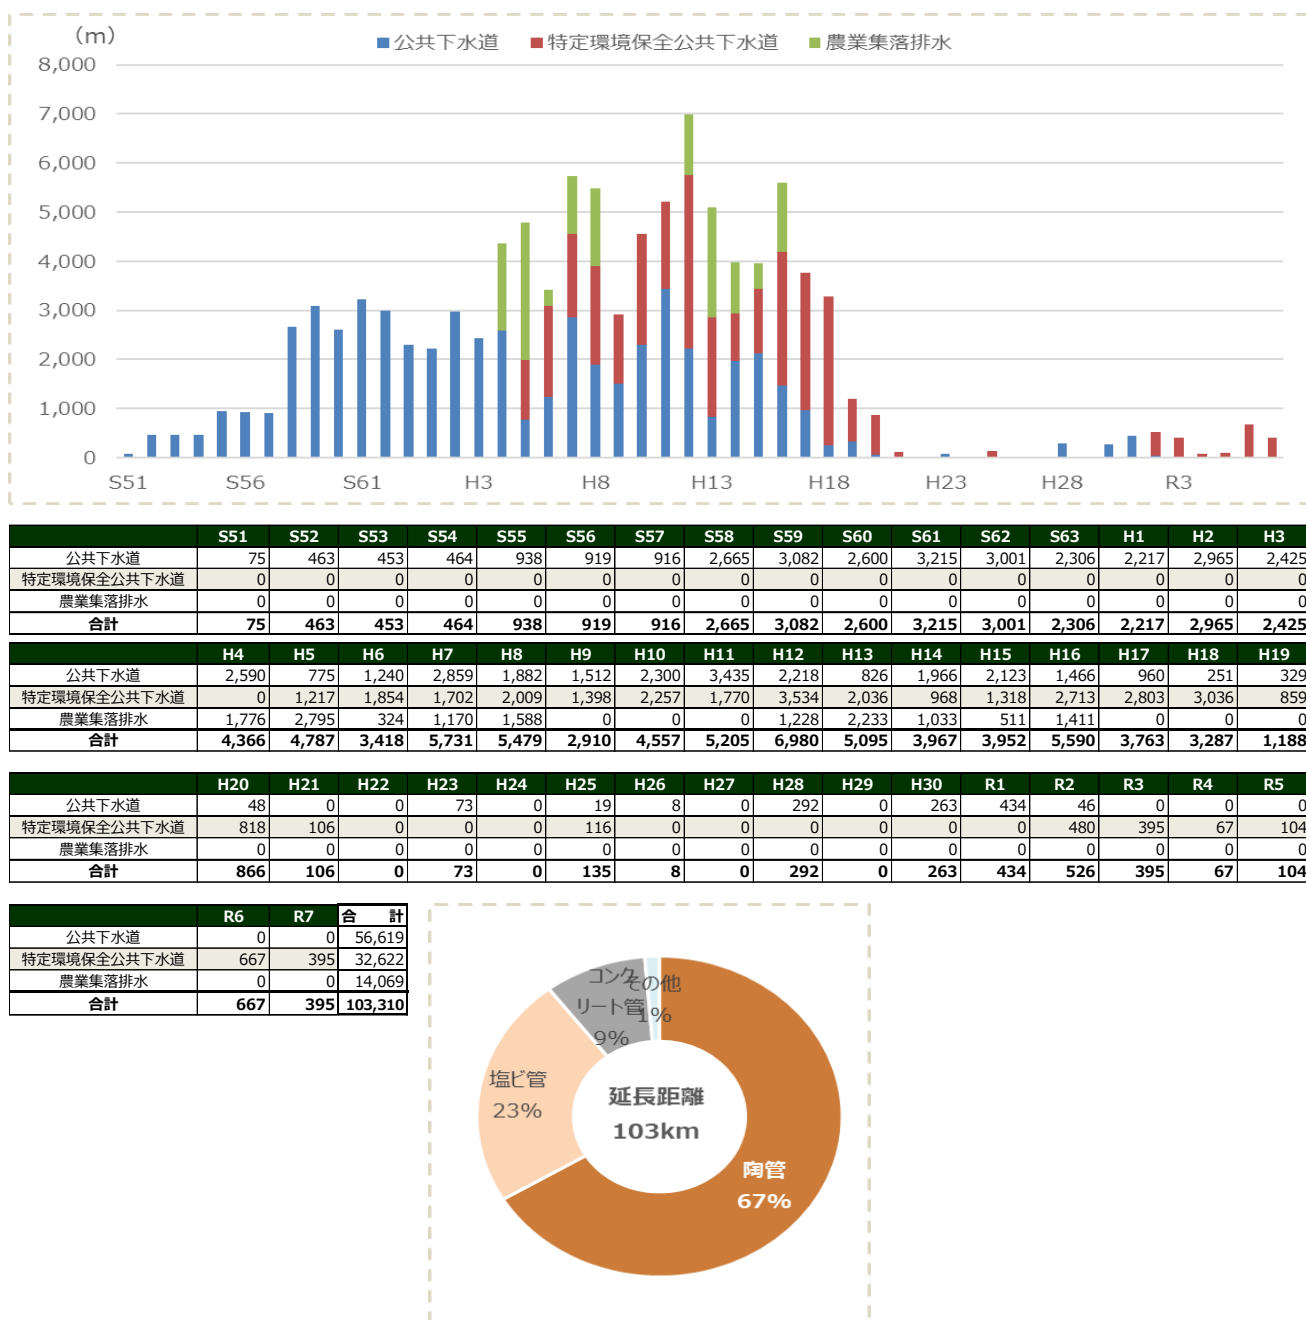 (m)
公共下水道 特定環境保全公共下水道 農業集落排水
8,000
7,000
6,000
5,000
4,000
3,000
2,000
1,000
0
S51 S56 S61 H3 H8 H13 H18 H23 H28 R3
S51 S52 S53 S54 S55 S56 S57 S58 S59 S60 S61 S62 S63 H1 H2 H3
公共下水道 75 463 453 464 938 919 916 2,665 3,082 2,600 3,215 3,001 2,306 2,217 2,965 2,425
特定環境保全公共下水道 0 0 0 0 0 0 0 0 0 0 0 0 0 0 0 0
農業集落排水 0 0 0 0 0 0 0 0 0 0 0 0 0 0 0 0
合計 75 463 453 464 938 919 916 2,665 3,082 2,600 3,215 3,001 2,306 2,217 2,965 2,425
H4 H5 H6 H7 H8 H9 H10 H11 H12 H13 H14 H15 H16 H17 H18 H19
公共下水道 2,590 775 1,240 2,859 1,882 1,512 2,300 3,435 2,218 826 1,966 2,123 1,466 960 251 329
特定環境保全公共下水道 0 1,217 1,854 1,702 2,009 1,398 2,257 1,770 3,534 2,036 968 1,318 2,713 2,803 3,036 859
農業集落排水 1,776 2,795 324 1,170 1,588 0 0 0 1,228 2,233 1,033 511 1,411 0 0 0
合計 4,366 4,787 3,418 5,731 5,479 2,910 4,557 5,205 6,980 5,095 3,967 3,952 5,590 3,763 3,287 1,188
H20 H21 H22 H23 H24 H25 H26 H27 H28 H29 H30 R1 R2 R3 R4 R5
公共下水道 48 0 0 73 0 19 8 0 292 0 263 434 46 0 0 0
特定環境保全公共下水道 818 106 0 0 0 116 0 0 0 0 0 0 480 395 67 104
農業集落排水 0 0 0 0 0 0 0 0 0 0 0 0 0 0 0 0
合計 866 106 0 73 0 135 8 0 292 0 263 434 526 395 67 104
R6 R7 合 計
公共下水道 0 0 56,619
特定環境保全公共下水道 667 395 32,622
農業集落排水 0 0 14,069
合計 667 395 103,310
コンク
リート管
9%
その他
1%
塩ビ管
23%
延長距離
103km
陶管
67%